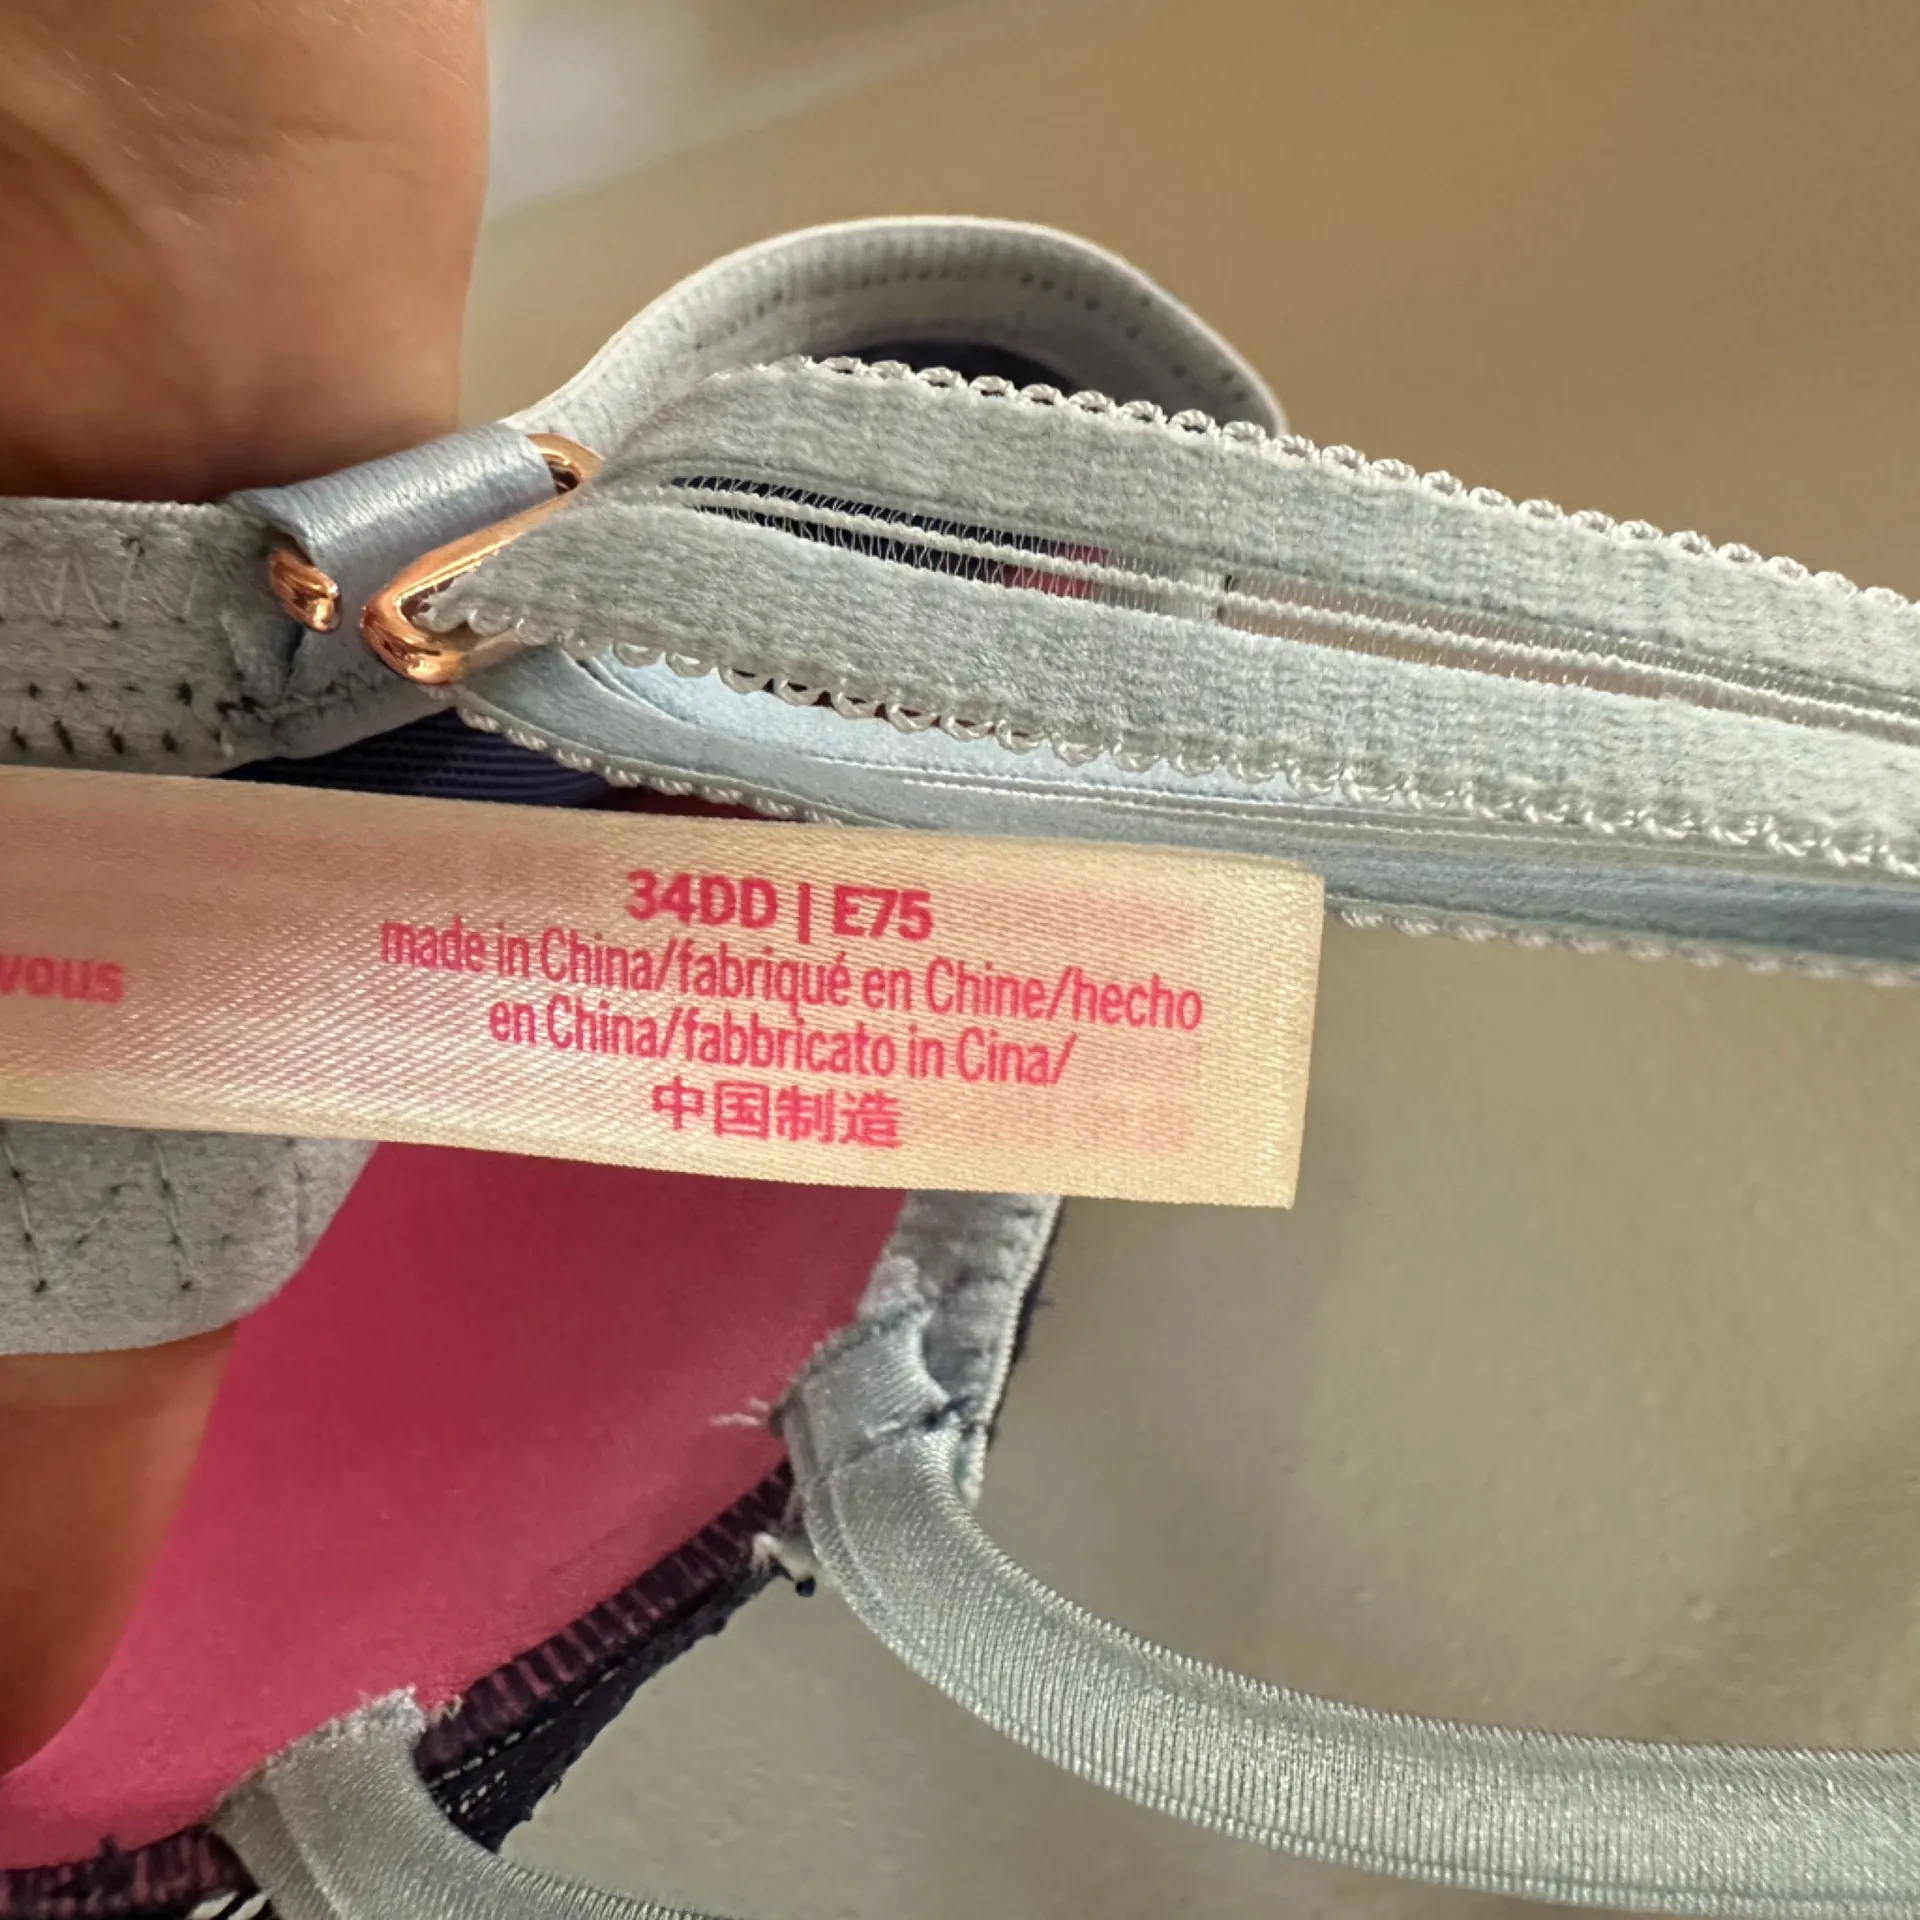 34DD | E75
made in China/fabriqué en Chine/hecho
en China/fabbricato in Cina/
中国制造
vous